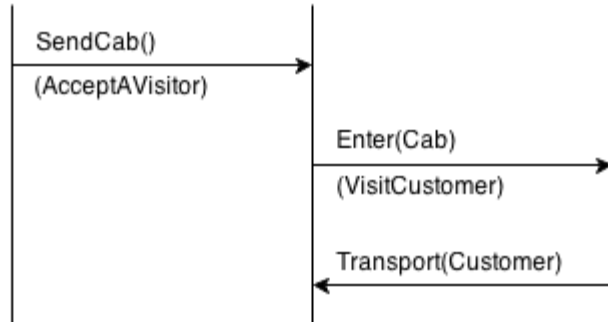 SendCab()
(AcceptAVisitor)
Enter(Cab)
(VisitCustomer)
Transport(Customer)